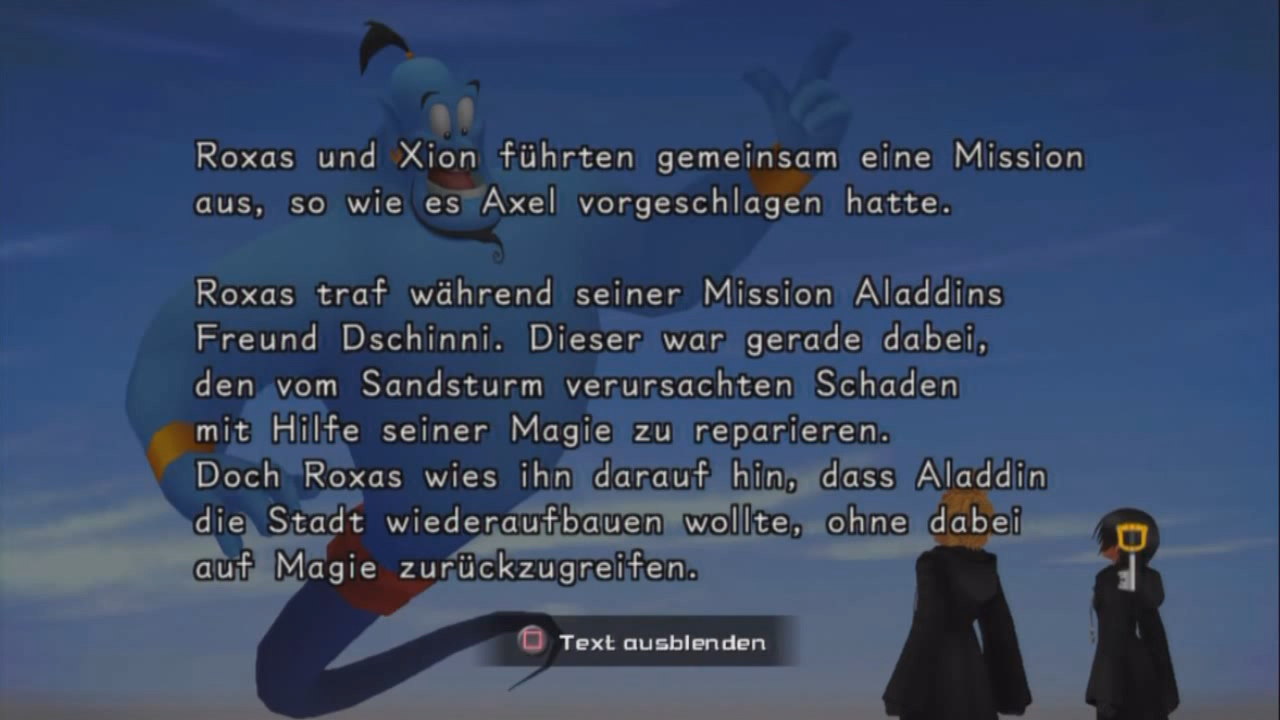 Roxas und Xion führten gemeinsam eine Mission
aus, so wie es Axel vorgeschlagen hatte.
Roxas traf während seiner Mission Aladdins
Freund Dschinni. Dieser war gerade dabei,
den vom Sandsturm verursachten Schaden
mit Hilfe seiner Magie zu reparieren.
Doch Roxas wies ihn darauf hin, dass Aladdin
die Stadt wiederaufbauen wollte, ohne dabei
auf Magie zurückzugreifen.
Text ausblenden